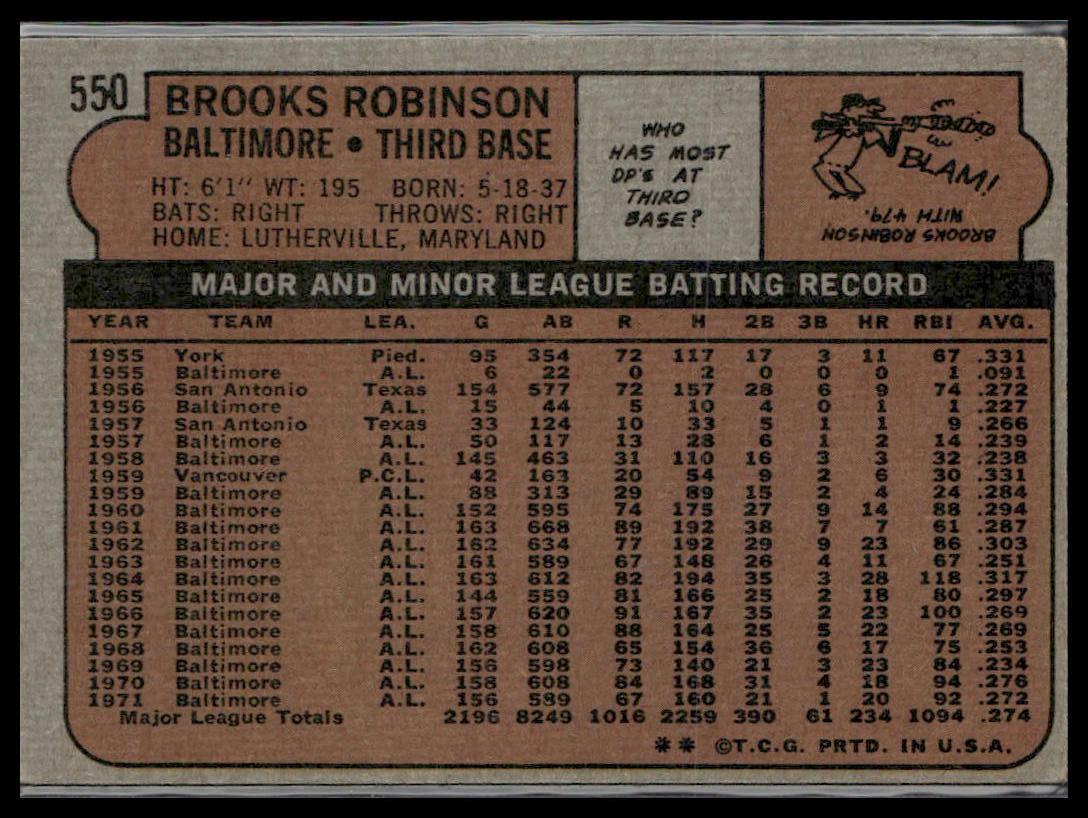 550
BROOKS ROBINSON
BALTIMORE • THIRD BASE
HT: 6'1" WT: 195 BORN: 5-18-37
BATS: RIGHT THROWS: RIGHT
HOME: LUTHERVILLE, MARYLAND
WHO
HAS MOST
DP'S AT
THIRD
BASE?
BLAM!
BROOKS ROBINSON
WITH 479.
MAJOR AND MINOR LEAGUE BATTING RECORD
YEAR TEAM LEA. G AB R H 2B 3B HR RBI AVG.
1955 York Pied. 95 354 72 117 17 3 11 67 .331
1955 Baltimore A.L. 6 22 0 2 0 0 0 1 .091
1956 San Antonio Texas 154 577 72 157 28 6 9 74 .272
1956 Baltimore A.L. 15 44 5 10 4 0 1 1 .227
1957 San Antonio Texas 33 124 10 33 5 1 1 9 .266
1957 Baltimore A.L. 50 117 13 28 6 1 2 14 .239
1958 Baltimore A.L. 145 463 31 110 16 3 3 32 .238
1959 Vancouver P.C.L. 42 163 20 54 9 2 6 30 .331
1959 Baltimore A.L. 88 313 29 89 15 2 4 24 .284
1960 Baltimore A.L. 152 595 74 175 27 9 14 88 .294
1961 Baltimore A.L. 163 668 89 192 38 7 7 61 .287
1962 Baltimore A.L. 162 634 77 192 29 9 23 86 .303
1963 Baltimore A.L. 161 589 67 148 26 4 11 67 .251
1964 Baltimore A.L. 163 612 82 194 35 3 28 118 .317
1965 Baltimore A.L. 144 559 81 166 25 2 18 80 .297
1966 Baltimore A.L. 157 620 91 167 35 2 23 100 .269
1967 Baltimore A.L. 158 610 88 164 25 5 22 77 .269
1968 Baltimore A.L. 162 608 65 154 36 6 17 75 .253
1969 Baltimore A.L. 156 598 73 140 21 3 23 84 .234
1970 Baltimore A.L. 158 608 84 168 31 4 18 94 .276
1971 Baltimore A.L. 156 589 67 160 21 1 20 92 .272
Major League Totals 2196 8249 1016 2259 390 61 234 1094 .274
** ©T.C.G. PRTD. IN U.S.A.